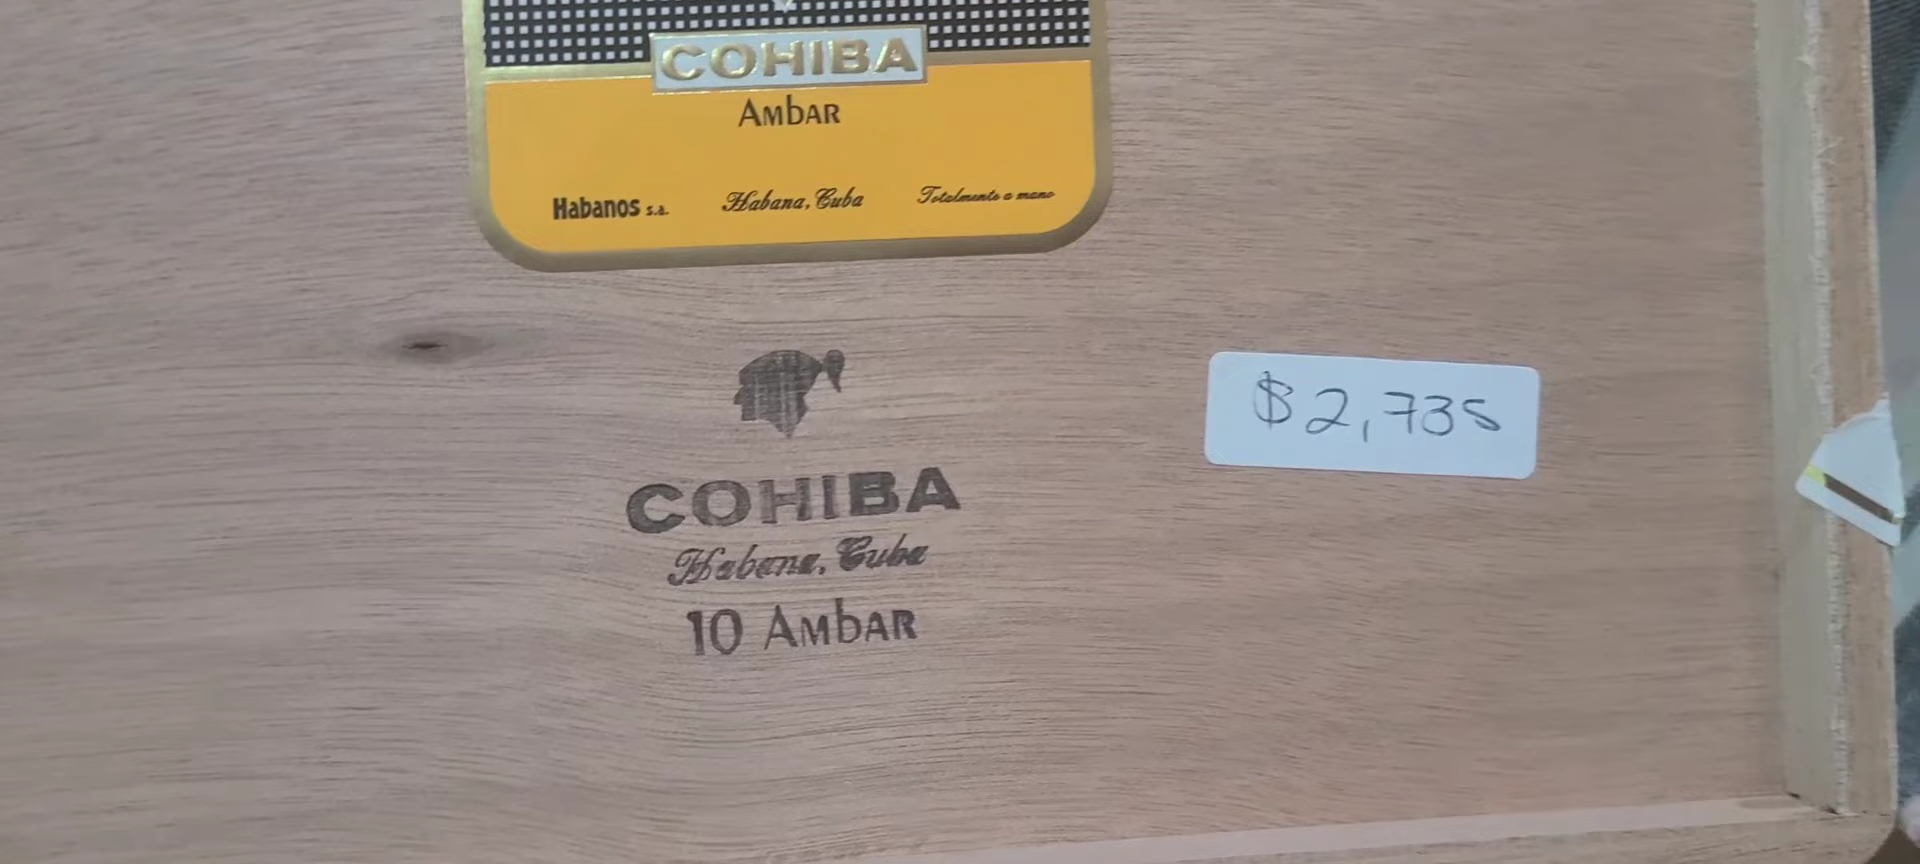 COHIBA
AMbAR
Habanos s.a. Habana, Cuba Totalmente a mano
$2,735
COHIBA
Habana, Cuba
10 AMbAR